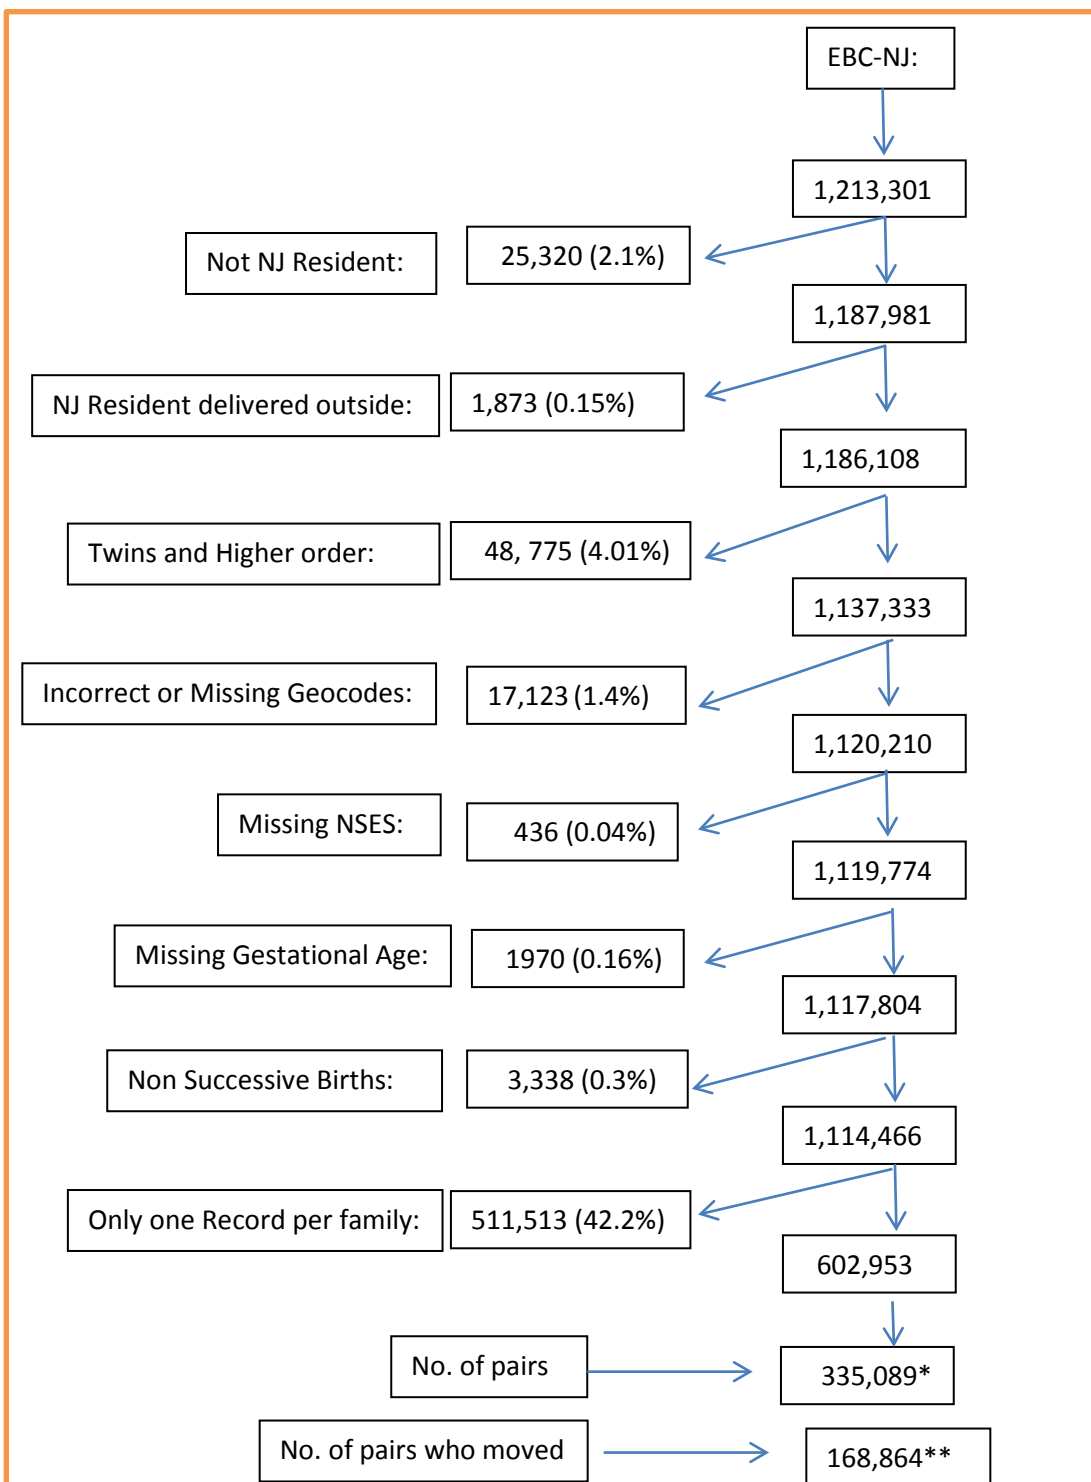 EBC-NJ:
1,213,301
Not NJ Resident:
25,320 (2.1%)
1,187,981
NJ Resident delivered outside:
1,873 (0.15%)
1,186,108
Twins and Higher order:
48, 775 (4.01%)
1,137,333
Incorrect or Missing Geocodes:
17,123 (1.4%)
1,120,210
Missing NSES:
436 (0.04%)
1,119,774
Missing Gestational Age:
1970 (0.16%)
1,117,804
Non Successive Births:
3,338 (0.3%)
1,114,466
Only one Record per family:
511,513 (42.2%)
602,953
No. of pairs
335,089*
No. of pairs who moved
168,864**